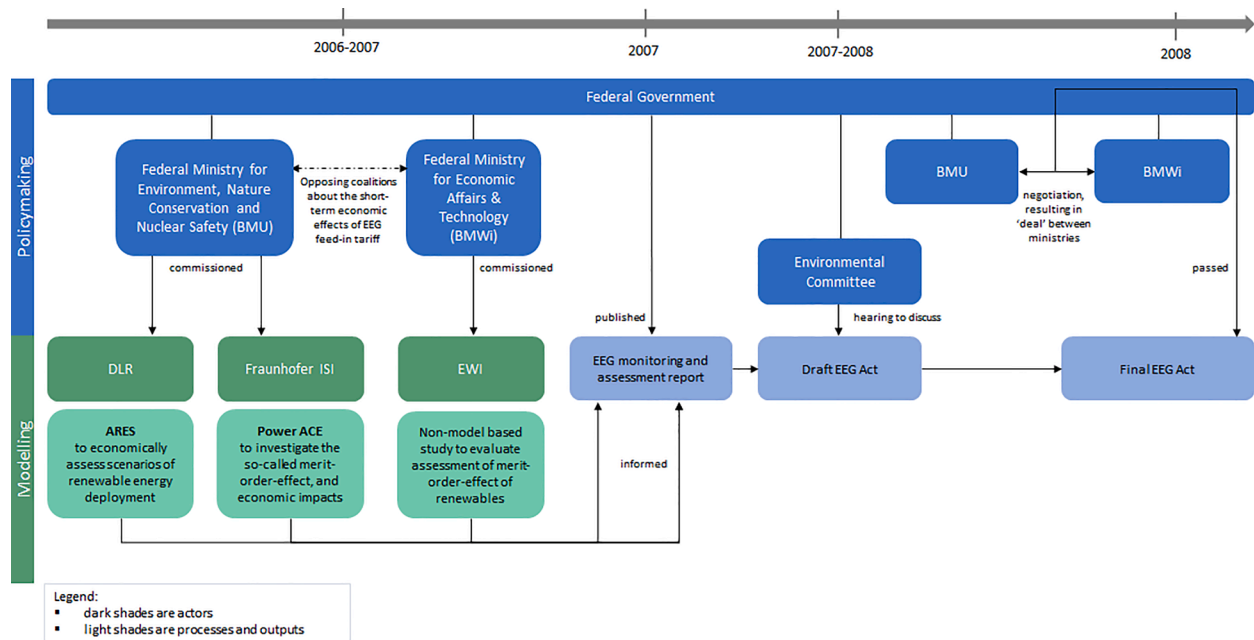 2006-2007
2007
2007-2008
2008
Policymaking
Federal Government
Federal Ministry for
Environment, Nature
Conservation and
Nuclear Safety (BMU)
Opposing coalitions
about the short-
term economic
effects of EEG
feed-in tariff
Federal Ministry
for Economic
Affairs &
Technology
(BMWi)
BMU
BMWi
negotiation,
resulting in
'deal' between
ministries
commissioned
commissioned
Environmental
Committee
passed
published
hearing to discuss
Modelling
DLR
Fraunhofer ISI
EWI
EEG monitoring and
assessment report
Draft EEG Act
Final EEG Act
ARES
to economically
assess scenarios of
renewable energy
deployment
Power ACE
to investigate the
so-called merit-
order-effect, and
economic impacts
Non-model based
study to evaluate
assessment of merit-
order-effect of
renewables
informed
Legend:
▪ dark shades are actors
▪ light shades are processes and outputs